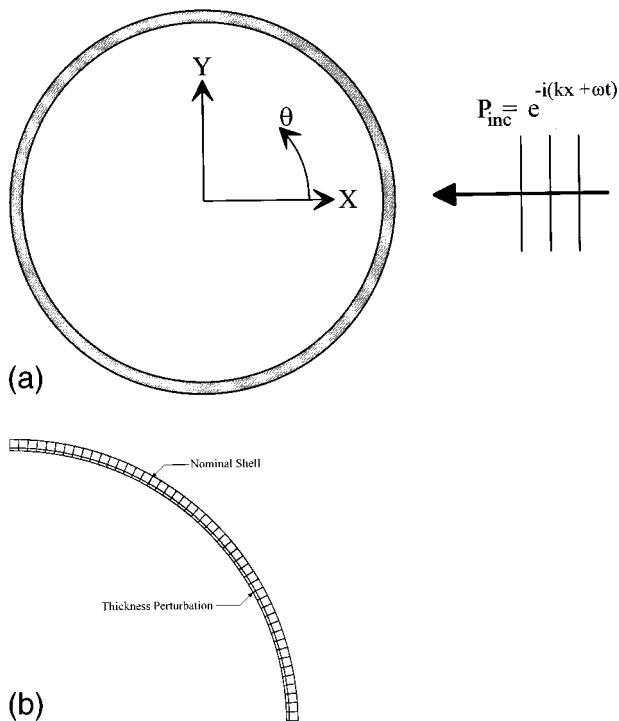 Y
θ
X
P_inc = e^-i(kx + ωt)
(a)
Nominal Shell
Thickness Perturbation
(b)